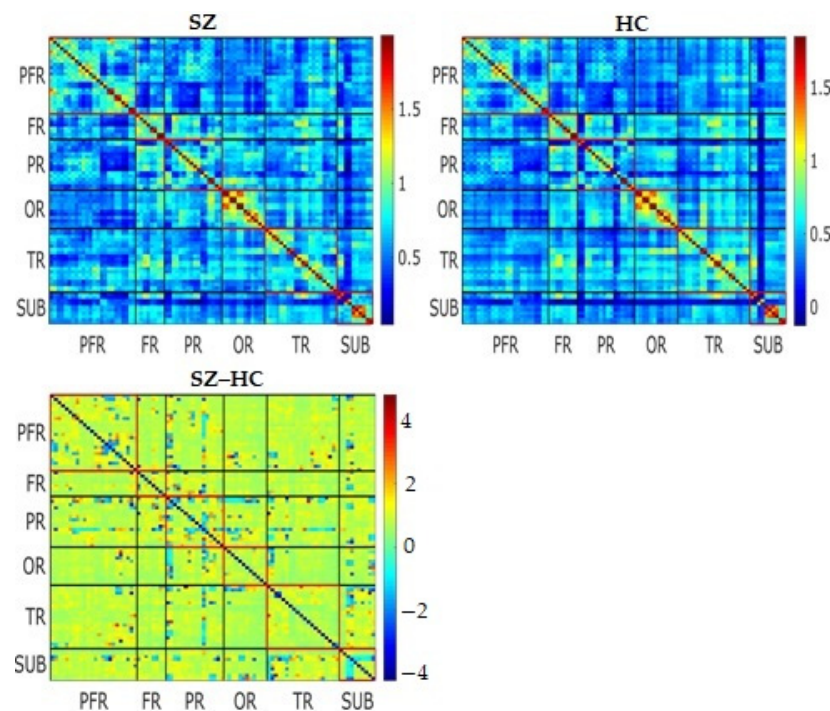 SZ
HC
PFR
FR
PR
OR
TR
SUB
1.5
1
0.5
PFR FR PR OR TR SUB
PFR
FR
PR
OR
TR
SUB
1.5
1
0.5
0
PFR FR PR OR TR SUB
SZ–HC
PFR
FR
PR
OR
TR
SUB
4
2
0
−2
−4
PFR FR PR OR TR SUB